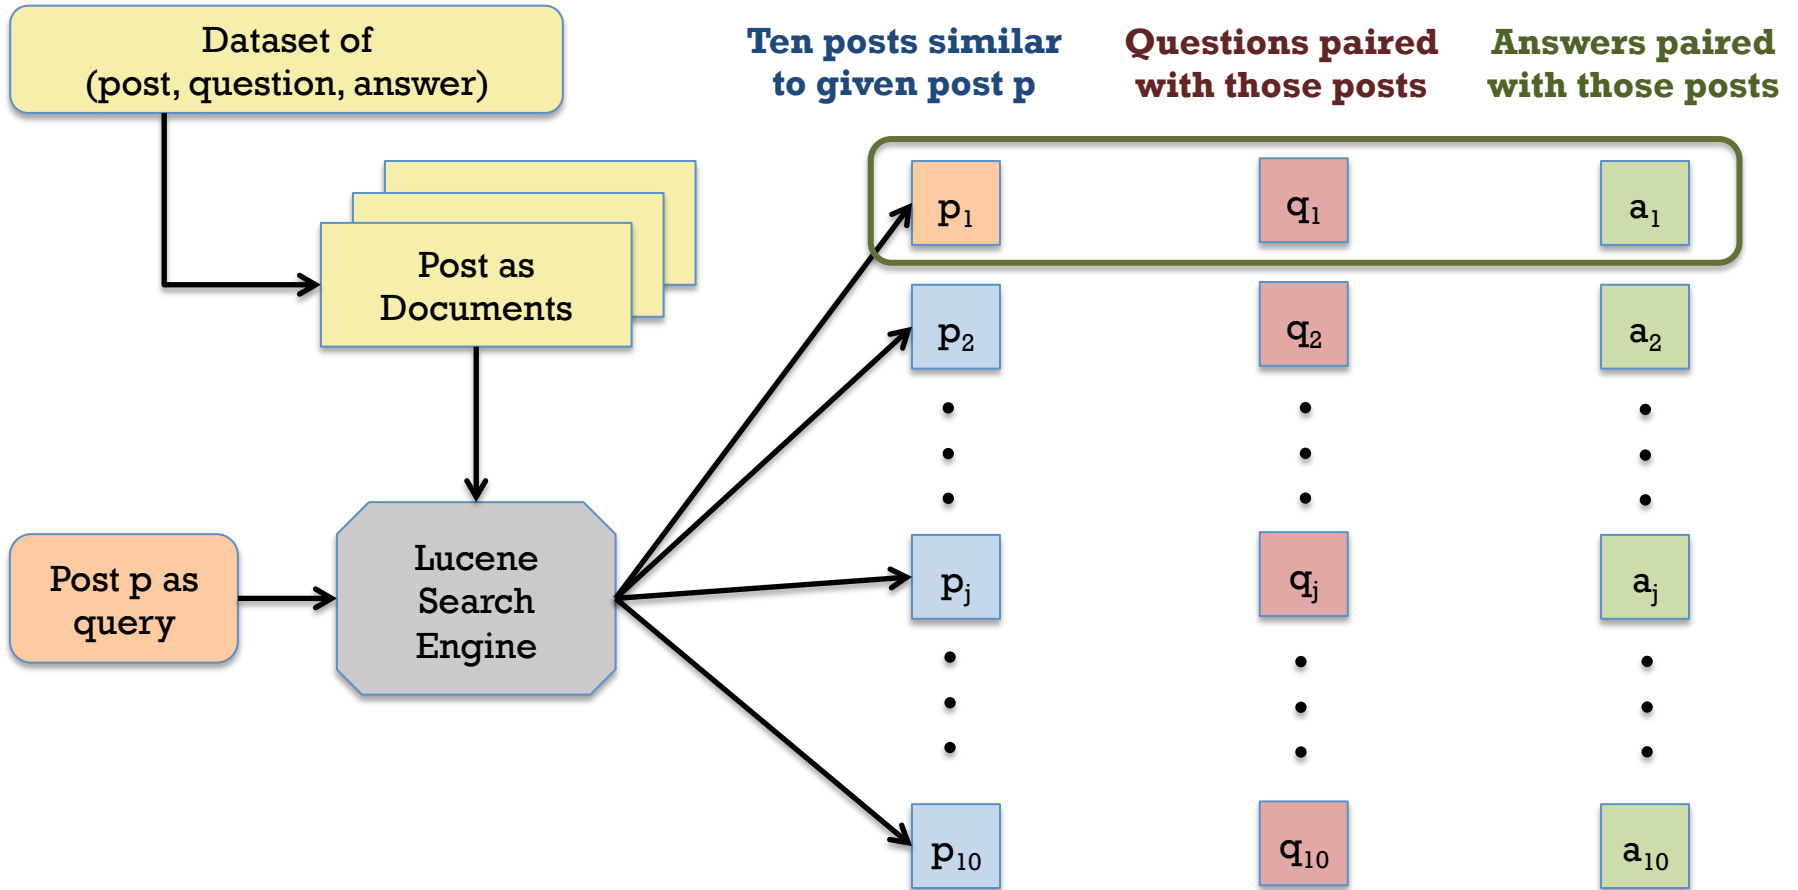 Dataset of
(post, question, answer)
Post as
Documents
Post p as
query
Lucene
Search
Engine
Ten posts similar
to given post p
Questions paired
with those posts
Answers paired
with those posts
p₁ q₁ a₁
p₂ q₂ a₂
pⱼ qⱼ aⱼ
p₁₀ q₁₀ a₁₀